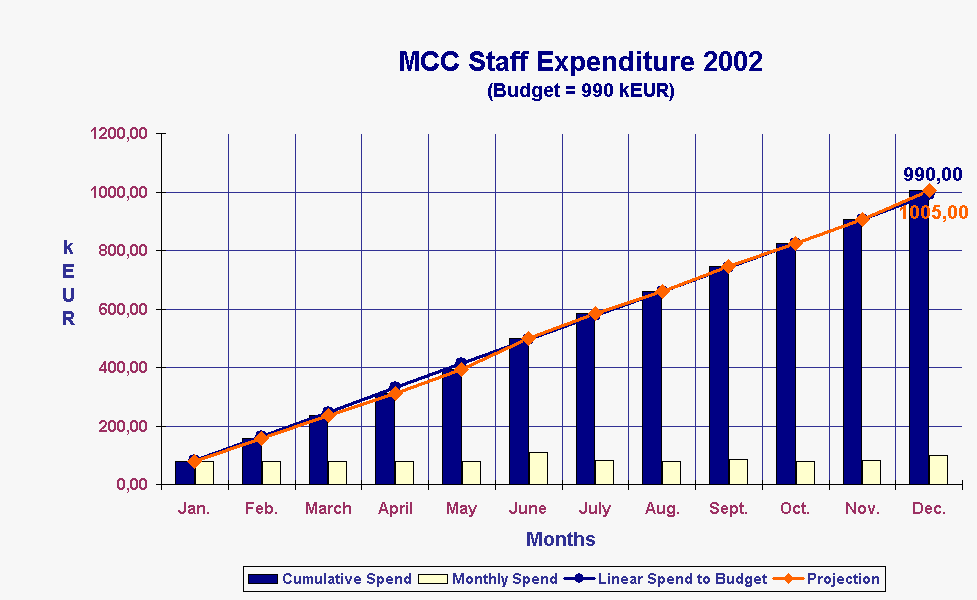 MCC Staff Expenditure 2002
(Budget = 990 kEUR)
1200,00
1000,00
800,00
600,00
400,00
200,00
0,00
k
E
U
R
990,00
1005,00
Jan. Feb. March April May June July Aug. Sept. Oct. Nov. Dec.
Months
Cumulative Spend Monthly Spend Linear Spend to Budget Projection